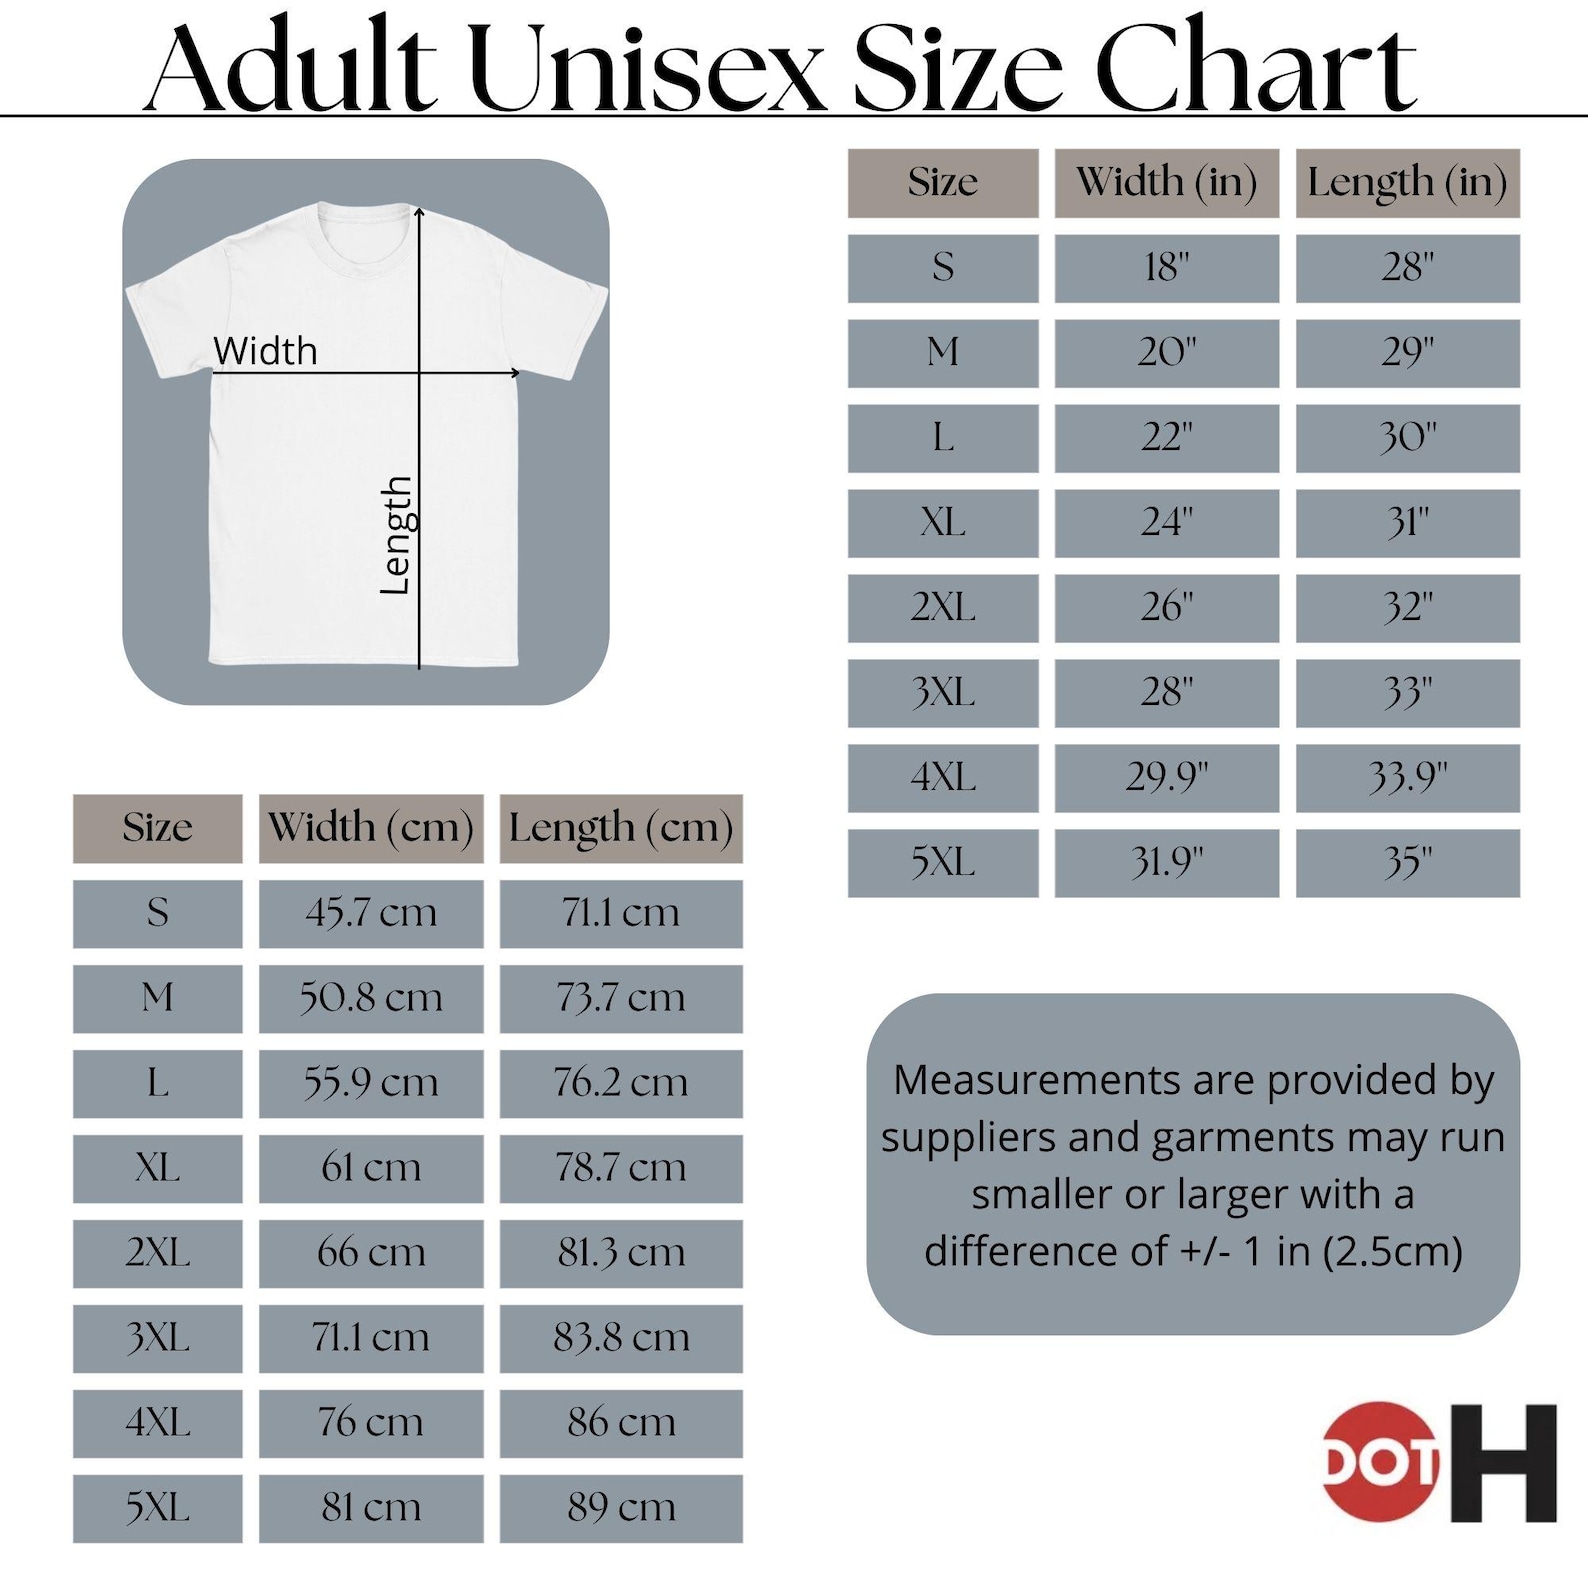 Adult Unisex Size Chart
Width
Length
Size Width (in) Length (in)
S 18" 28"
M 20" 29"
L 22" 30"
XL 24" 31"
2XL 26" 32"
3XL 28" 33"
4XL 29.9" 33.9"
5XL 31.9" 35"
Size Width (cm) Length (cm)
S 45.7 cm 71.1 cm
M 50.8 cm 73.7 cm
L 55.9 cm 76.2 cm
XL 61 cm 78.7 cm
2XL 66 cm 81.3 cm
3XL 71.1 cm 83.8 cm
4XL 76 cm 86 cm
5XL 81 cm 89 cm
Measurements are provided by
suppliers and garments may run
smaller or larger with a
difference of +/- 1 in (2.5cm)
DOT H